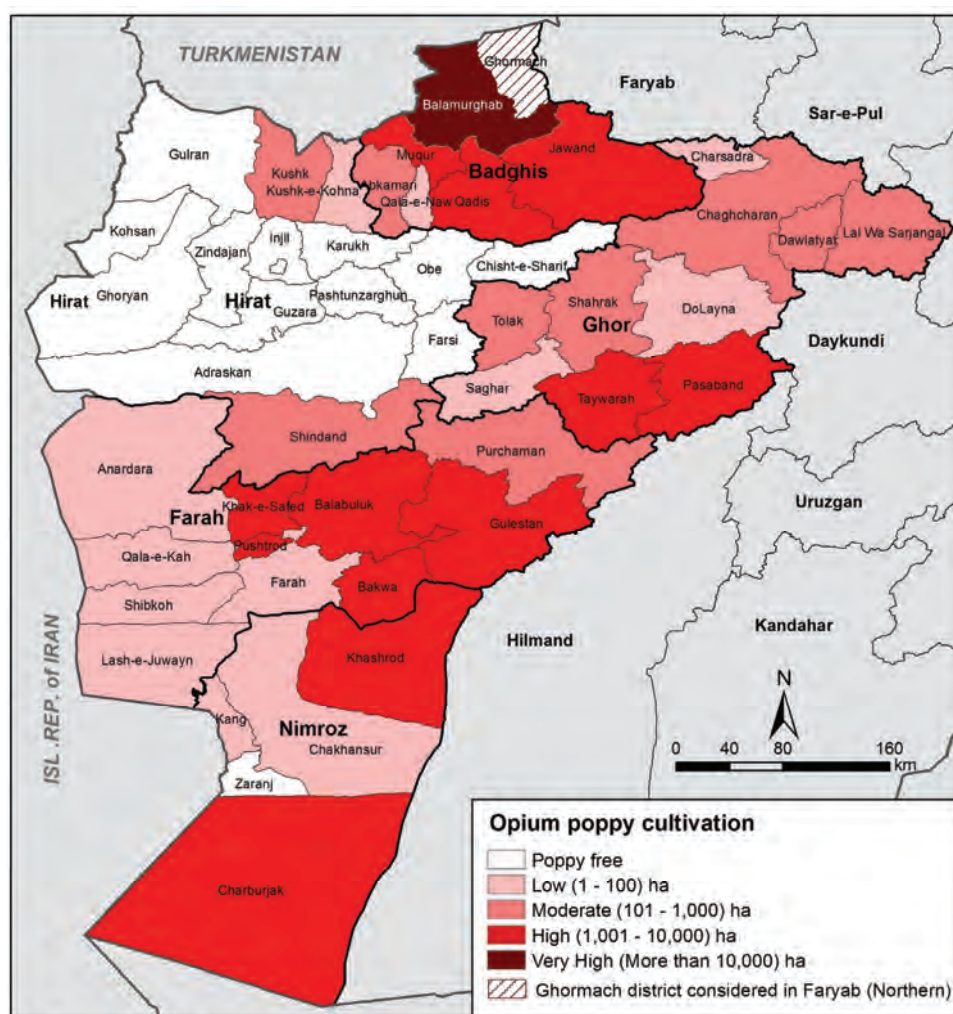 TURKMENISTAN
Ghormach
Faryab
Balamurghab
Sar-e-Pul
Gulran
Jawand
Muqur
Charsadra
Kushk
Badghis
Kushk-e-Kohna
Abkamari
Qala-e-Naw
Qadis
Chaghcharan
Kohsan
Zindajan
Injil
Karukh
Dawlatyat
Lal Wa Sarjangal
Obe
Chisht-e-Sharif
Hirat
Ghoryan
Hirat
Pashtunzarghun
Guzara
Shahrak
DoLayna
Tolak
Ghor
Farsi
Daykundi
Adraskan
Saghar
Taywarah
Pasaband
Shindand
Purchaman
Anardara
Uruzgan
Khak-e-Safed
Balabuluk
Farah
Gulestan
Pushtrod
Qala-e-Kah
Farah
Bakwa
Shibkoh
Kandahar
Hilmand
Lash-e-Juwayn
Khashrod
ISL .REP. of IRAN
N
Kang
Nimroz
Chakhansur
Zaranj
0 40 80 160
km
Charburjak
Opium poppy cultivation
Poppy free
Low (1 - 100) ha
Moderate (101 - 1,000) ha
High (1,001 - 10,000) ha
Very High (More than 10,000) ha
Ghormach district considered in Faryab (Northern)